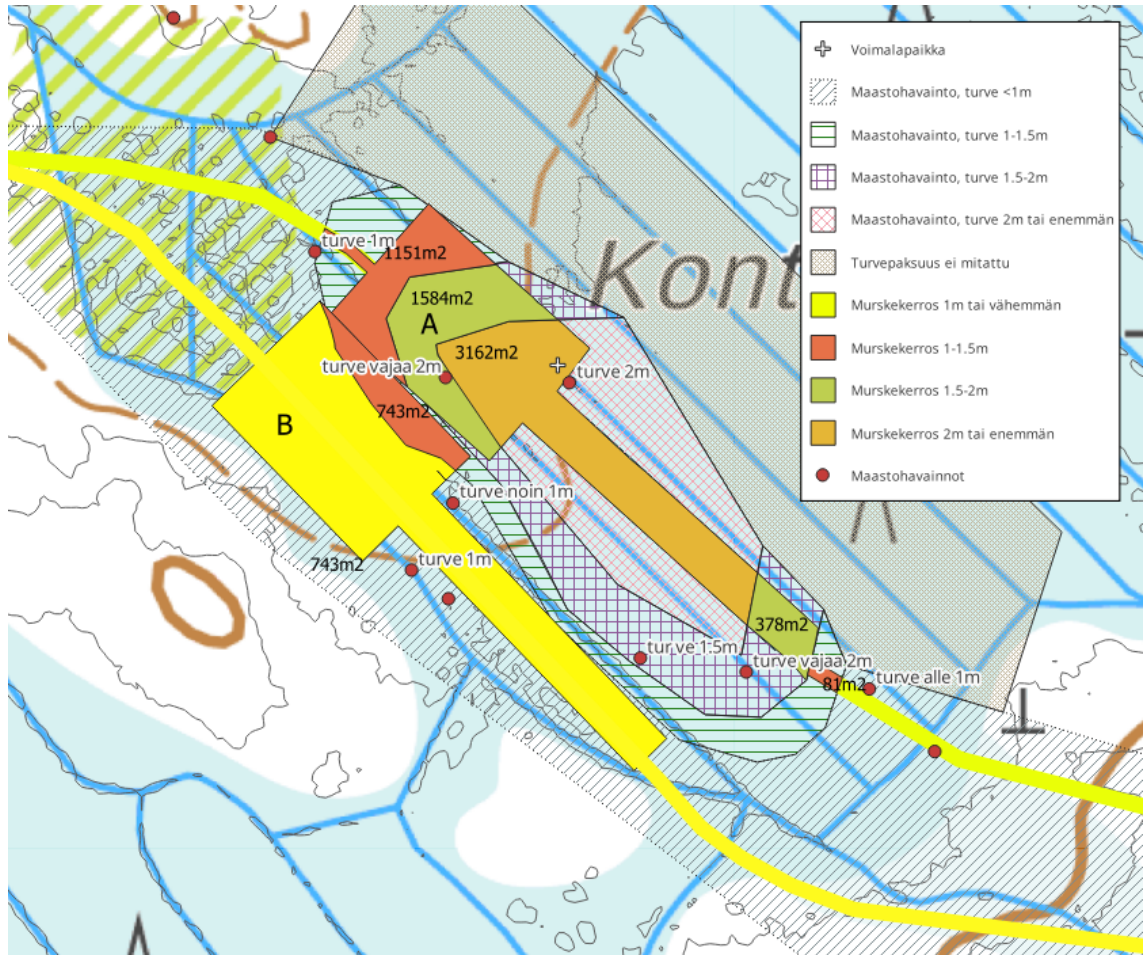 Voimalapaikka
Maastohavainto, turve <1m
Maastohavainto, turve 1-1.5m
Maastohavainto, turve 1.5-2m
Maastohavainto, turve 2m tai enemmän
Turvepaksuus ei mitattu
Murskekerros 1m tai vähemmän
Murskekerros 1-1.5m
Murskekerros 1.5-2m
Murskekerros 2m tai enemmän
Maastohavainnot
turve 1m
1151m2
Kont
1584m2
A
3162m2
turve vajaa 2m
turve 2m
743m2
B
turve noin 1m
turve 1m
743m2
378m2
turve 1.5m
turve vajaa 2m
turve alle 1m
81m2